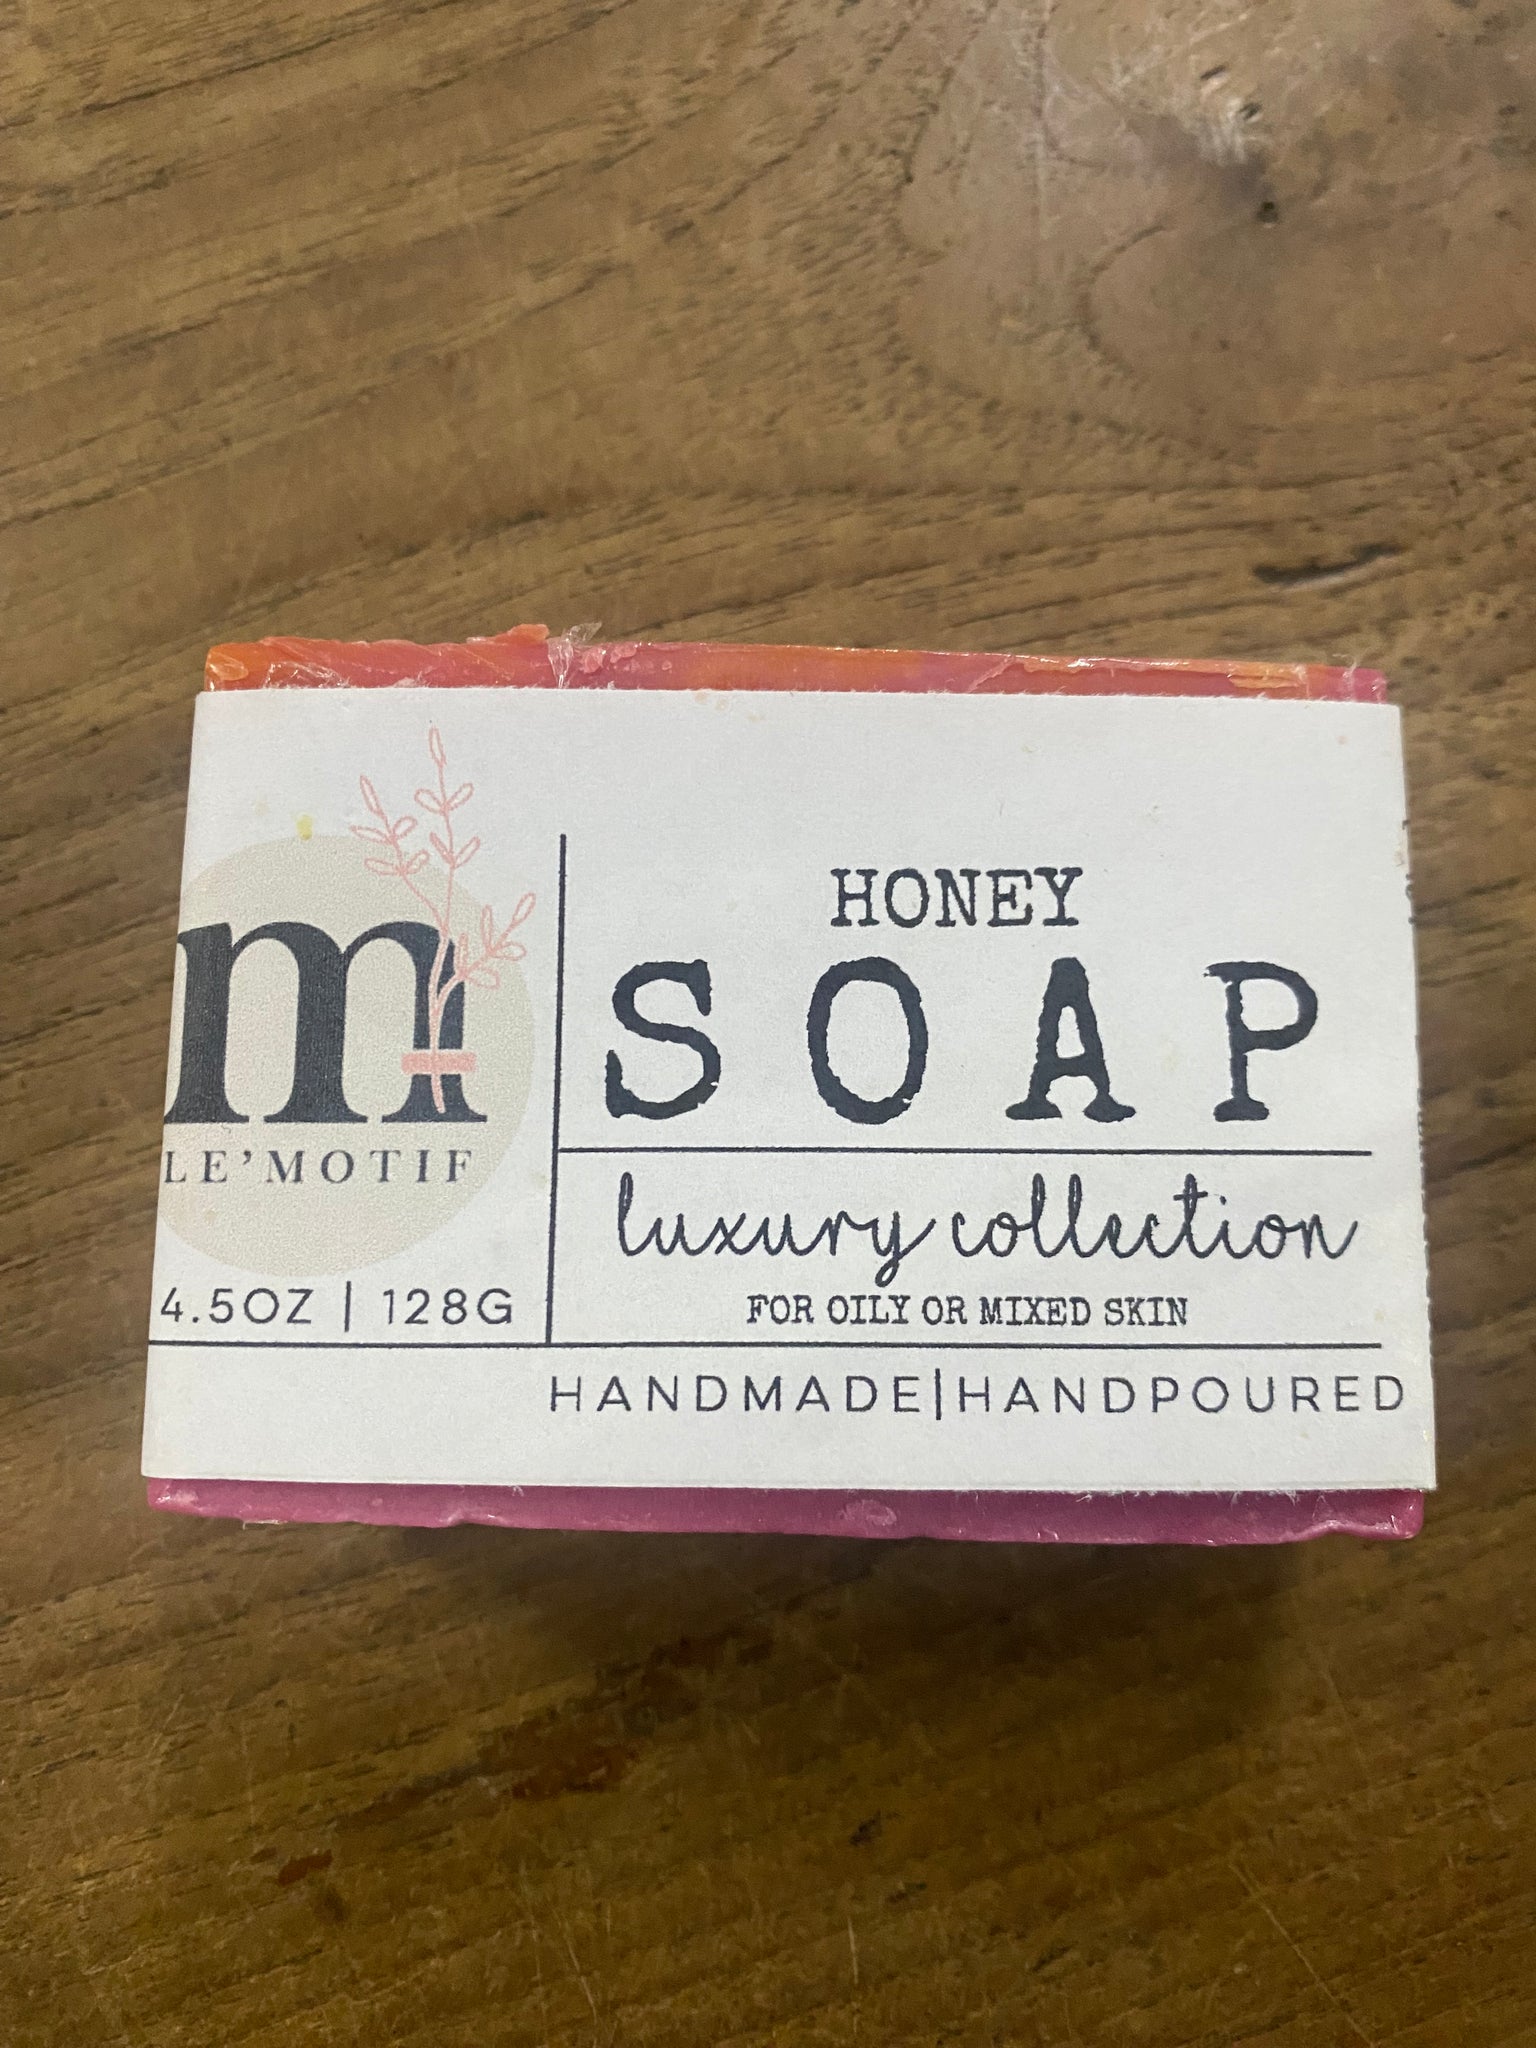 m
LE'MOTIF
4.5OZ | 128G
HONEY
SOAP
luxury collection
FOR OILY OR MIXED SKIN
HANDMADE|HANDPOURED